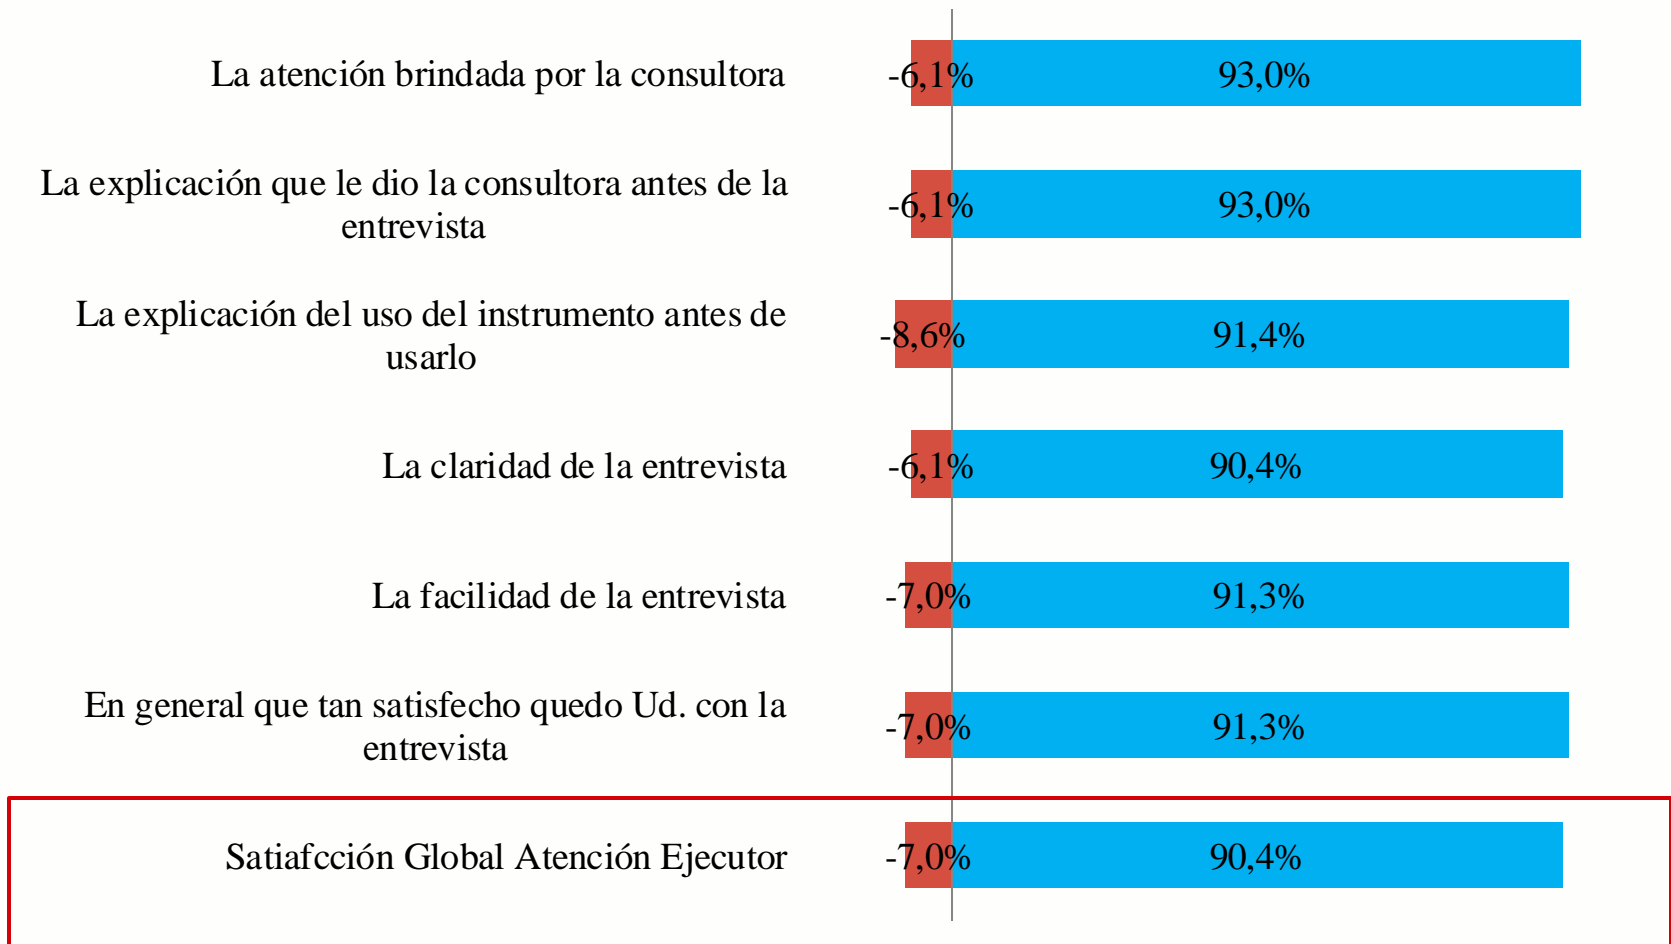 La atención brindada por la consultora -6,1% 93,0%
La explicación que le dio la consultora antes de la
entrevista -6,1% 93,0%
La explicación del uso del instrumento antes de
usarlo -8,6% 91,4%
La claridad de la entrevista -6,1% 90,4%
La facilidad de la entrevista -7,0% 91,3%
En general que tan satisfecho quedo Ud. con la
entrevista -7,0% 91,3%
Satiafcción Global Atención Ejecutor -7,0% 90,4%